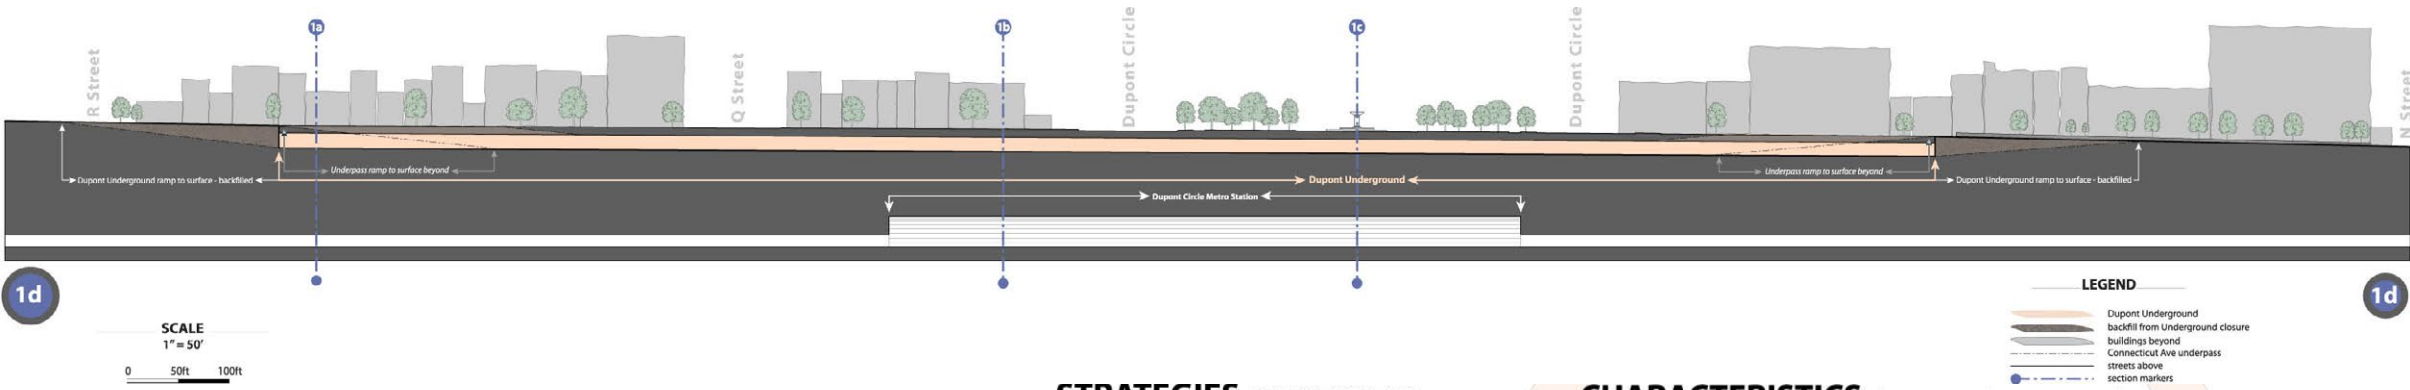 1a
1b
1c
R Street
Q Street
Dupont Circle
Dupont Circle
N Street
Underpass ramp to surface beyond
Underpass ramp to surface beyond
Dupont Underground ramp to surface - backfilled
Dupont Underground
Dupont Underground ramp to surface - backfilled
Dupont Circle Metro Station
1d
1d
LEGEND
Dupont Underground
backfill from Underground closure
buildings beyond
Connecticut Ave underpass
streets above
section markers
SCALE
1" = 50'
0 50ft 100ft
STRATEGIES
CHARACTERISTICS